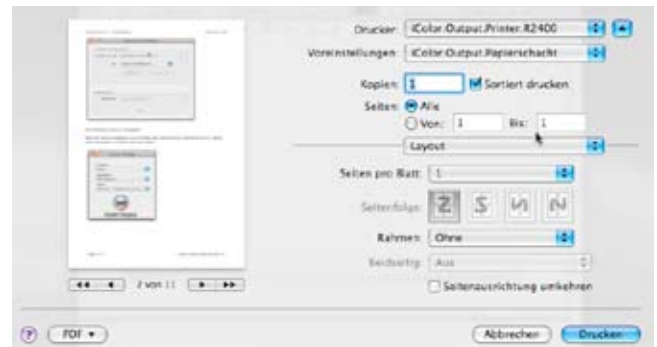 Drucker: iColor.Output.Printer.R2400
Voreinstellungen: iColor.Output.Papierschacht
Kopien: 1 Sortiert drucken
Seiten: Alle
Von: 1 Bis: 1
Layout
Seiten pro Blatt: 1
Seitenfolge:
Rahmen: Ohne
Beidseitig: Aus
Seitenausrichtung umkehren
2 von 11
? PDF Abbrechen Drucken